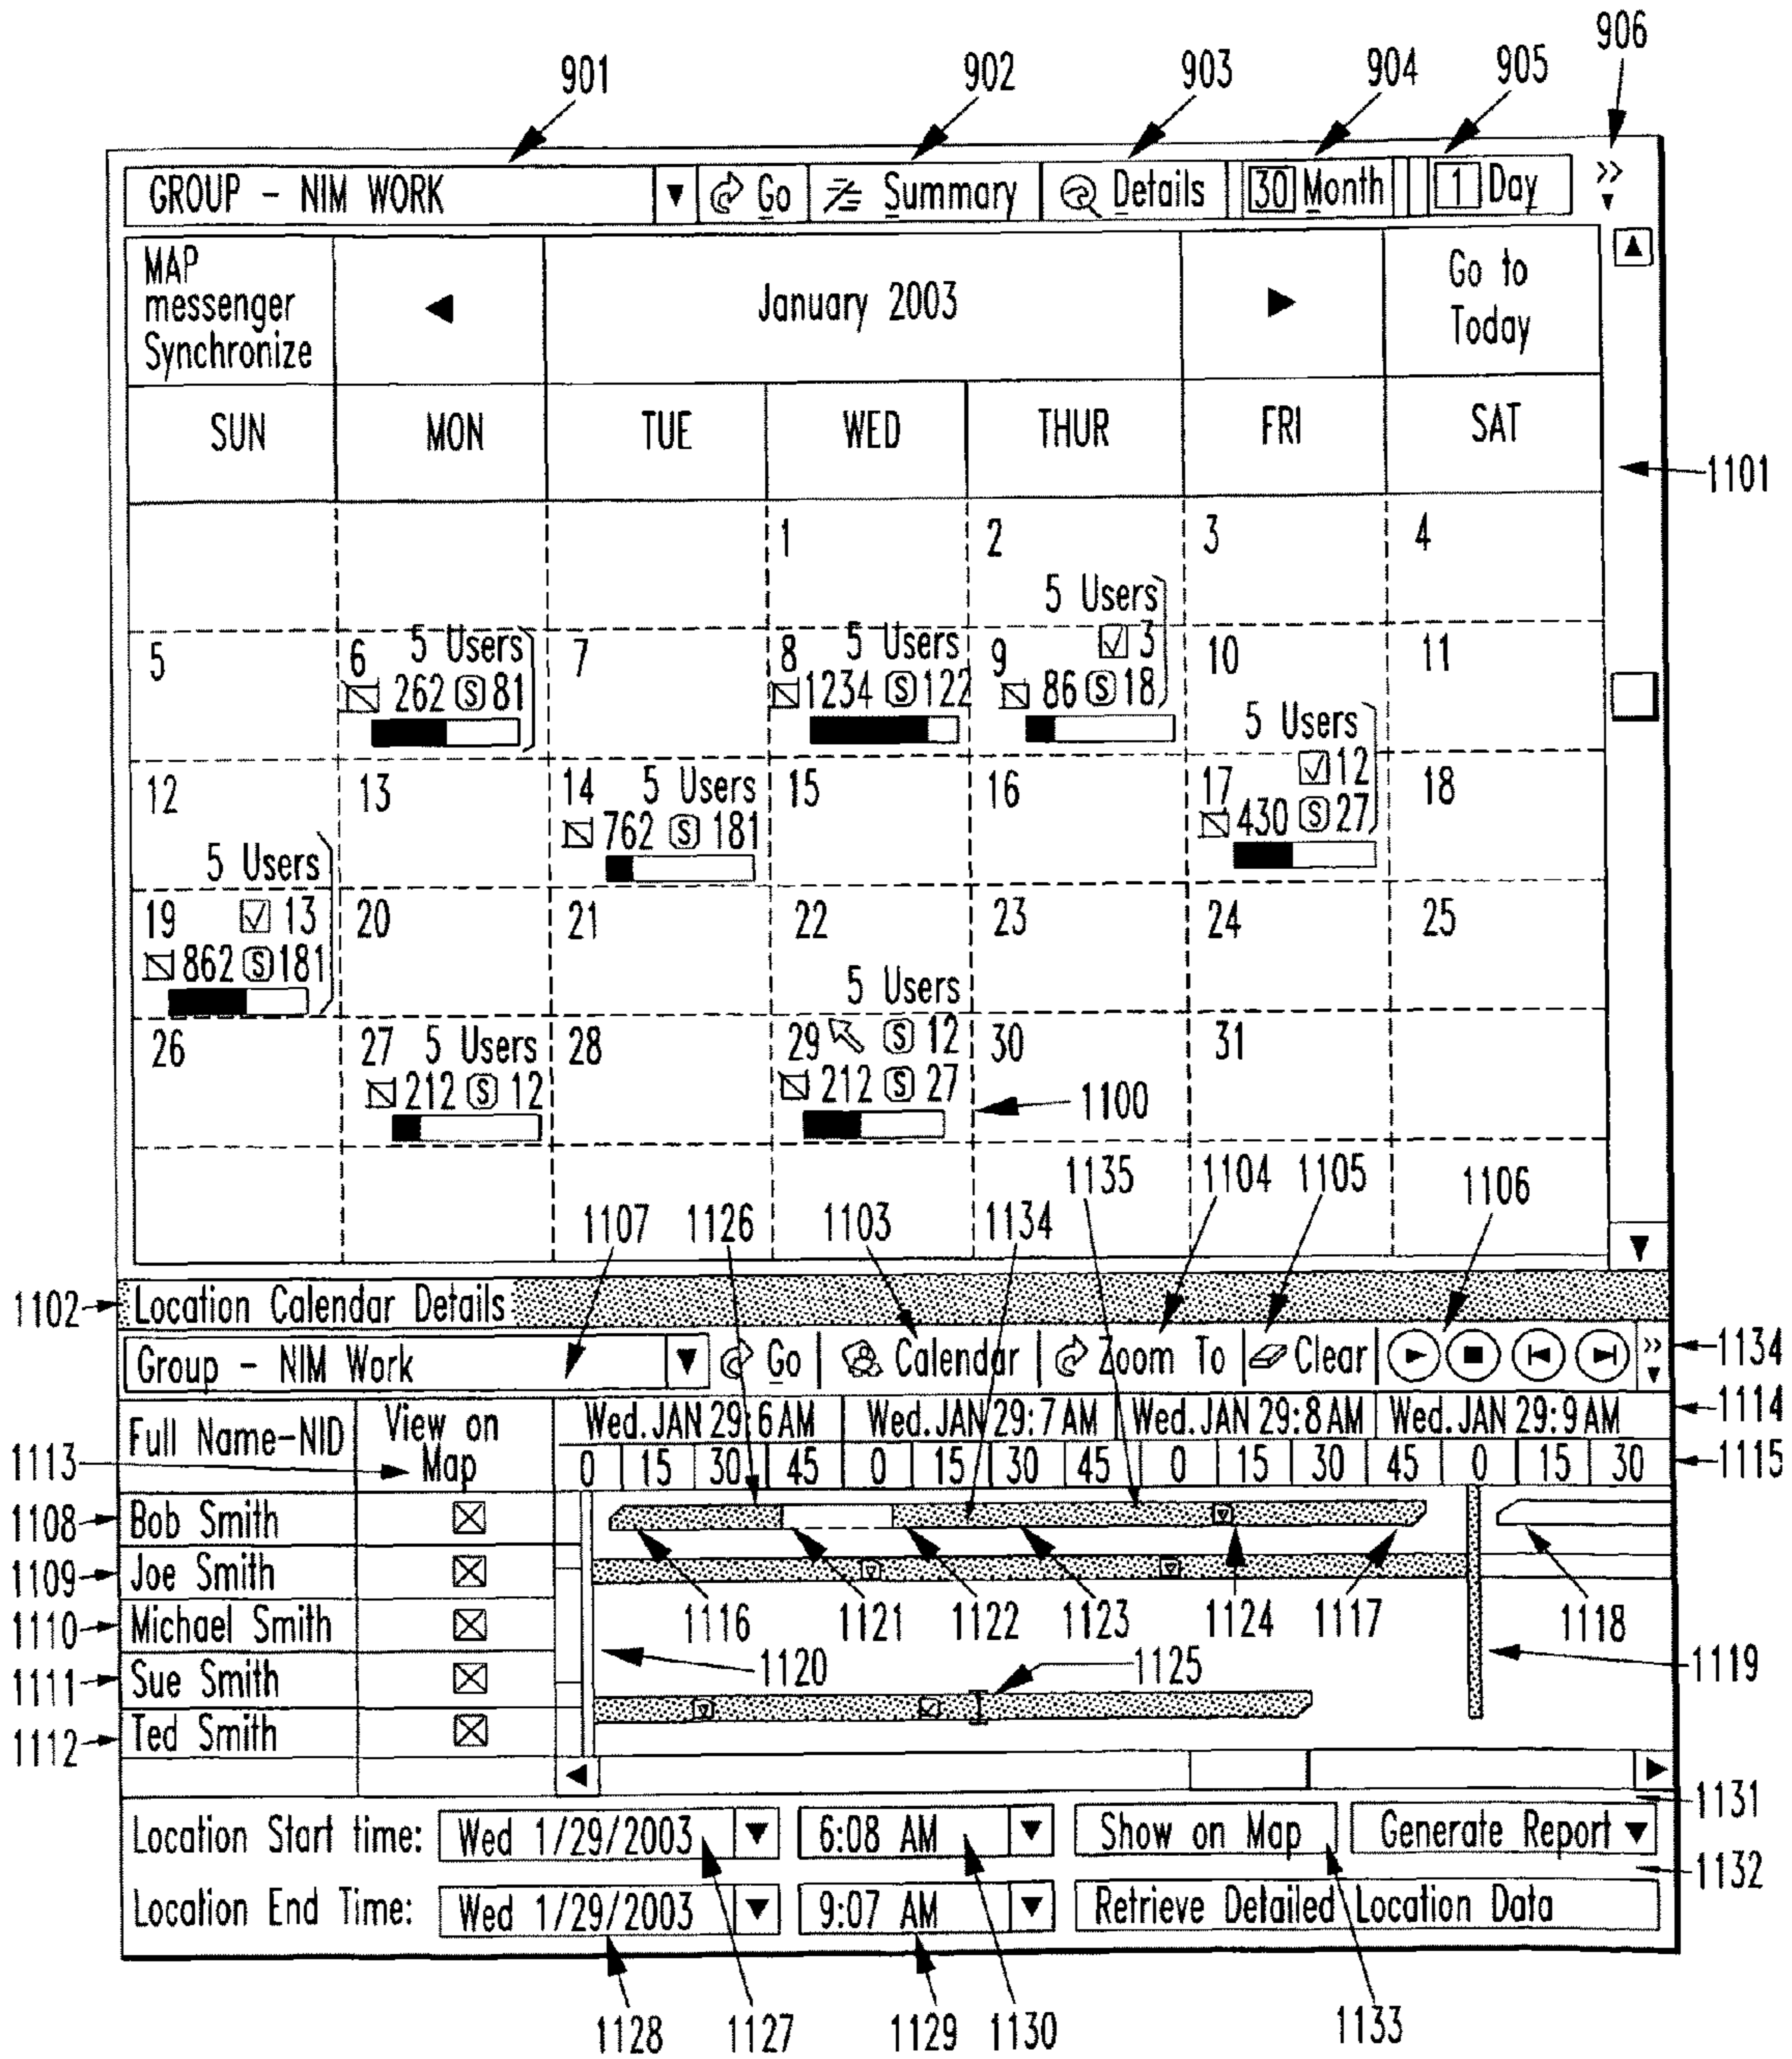 906
901 902 903 904 905
GROUP - NIM WORK Go Summary Details 30 Month 1 Day >>
MAP messenger Synchronize
January 2003
Go to Today
SUN MON TUE WED THUR FRI SAT
1101
1 2 3 4
5 Users
3
5 6 5 Users 7 8 5 Users 9 10 11
262 S 81 1234 S 122 86 S 18
5 Users
12
12 13 14 5 Users 15 16 17 18
762 S 181 430 S 27
5 Users
19 13 20 21 22 23 24 25
862 S 181
5 Users
26 27 5 Users 28 29 S 12 30 31
212 S 12 212 S 27
1100
1107 1126 1103 1134 1135 1104 1105 1106
1102 Location Calendar Details
Group - NIM Work Go Calendar Zoom To Clear >> 1134
Full Name-NID View on Map
Wed.JAN 29:6AM Wed.JAN 29:7AM Wed.JAN 29:8AM Wed.JAN 29:9AM 1114
1113
0 15 30 45 0 15 30 45 0 15 30 45 0 15 30 1115
1108 Bob Smith
1109 Joe Smith
1110 Michael Smith 1116 1121 1122 1123 1124 1117 1118
1111 Sue Smith 1120 1125 1119
1112 Ted Smith
1131
Location Start time: Wed 1/29/2003 6:08 AM Show on Map Generate Report
1132
Location End Time: Wed 1/29/2003 9:07 AM Retrieve Detailed Location Data
1128 1127 1129 1130 1133